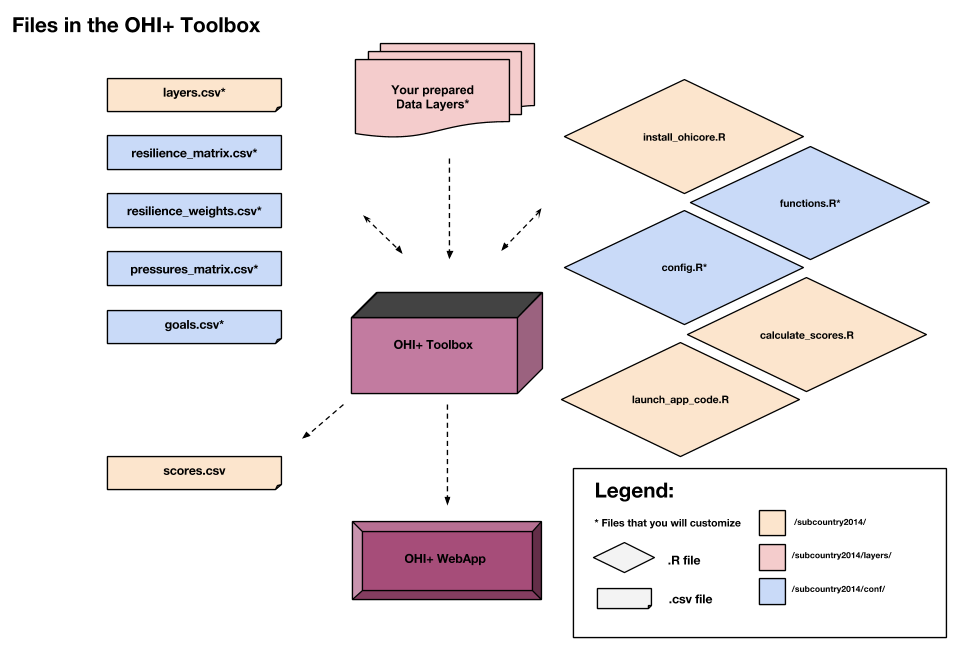 Files in the OHI+ Toolbox
layers.csv*
resilience_matrix.csv*
resilience_weights.csv*
pressures_matrix.csv*
goals.csv*
scores.csv
Your prepared
Data Layers*
OHI+ Toolbox
OHI+ WebApp
install_ohicore.R
functions.R*
config.R*
calculate_scores.R
launch_app_code.R
Legend:
* Files that you will customize
.R file
.csv file
/subcountry2014/
/subcountry2014/layers/
/subcountry2014/conf/